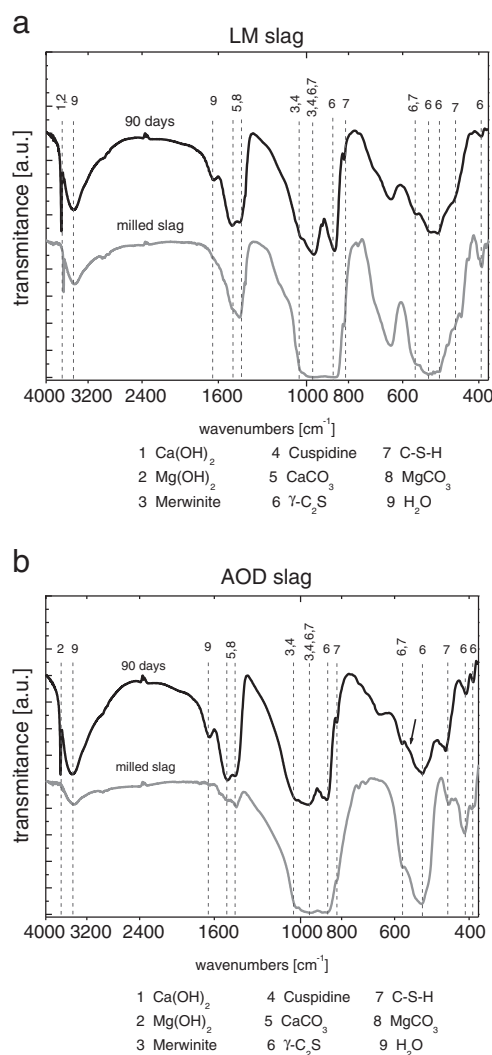 a
LM slag
1,2 9 9 5,8 3,4 3,4,6,7 6 7 6,7 6 6 7 6
90 days
milled slag
transmitance [a.u.]
4000 3200 2400 1600 1000 800 600 400
wavenumbers [cm⁻¹]
1 Ca(OH)₂ 4 Cuspidine 7 C-S-H
2 Mg(OH)₂ 5 CaCO₃ 8 MgCO₃
3 Merwinite 6 γ-C₂S 9 H₂O
b
AOD slag
2 9 9 5,8 3,4 3,4,6,7 6 7 6,7 6 7 6 6
90 days
milled slag
transmittance [a.u.]
4000 3200 2400 1600 1000 800 600 400
wavenumbers [cm⁻¹]
1 Ca(OH)₂ 4 Cuspidine 7 C-S-H
2 Mg(OH)₂ 5 CaCO₃ 8 MgCO₃
3 Merwinite 6 γ-C₂S 9 H₂O